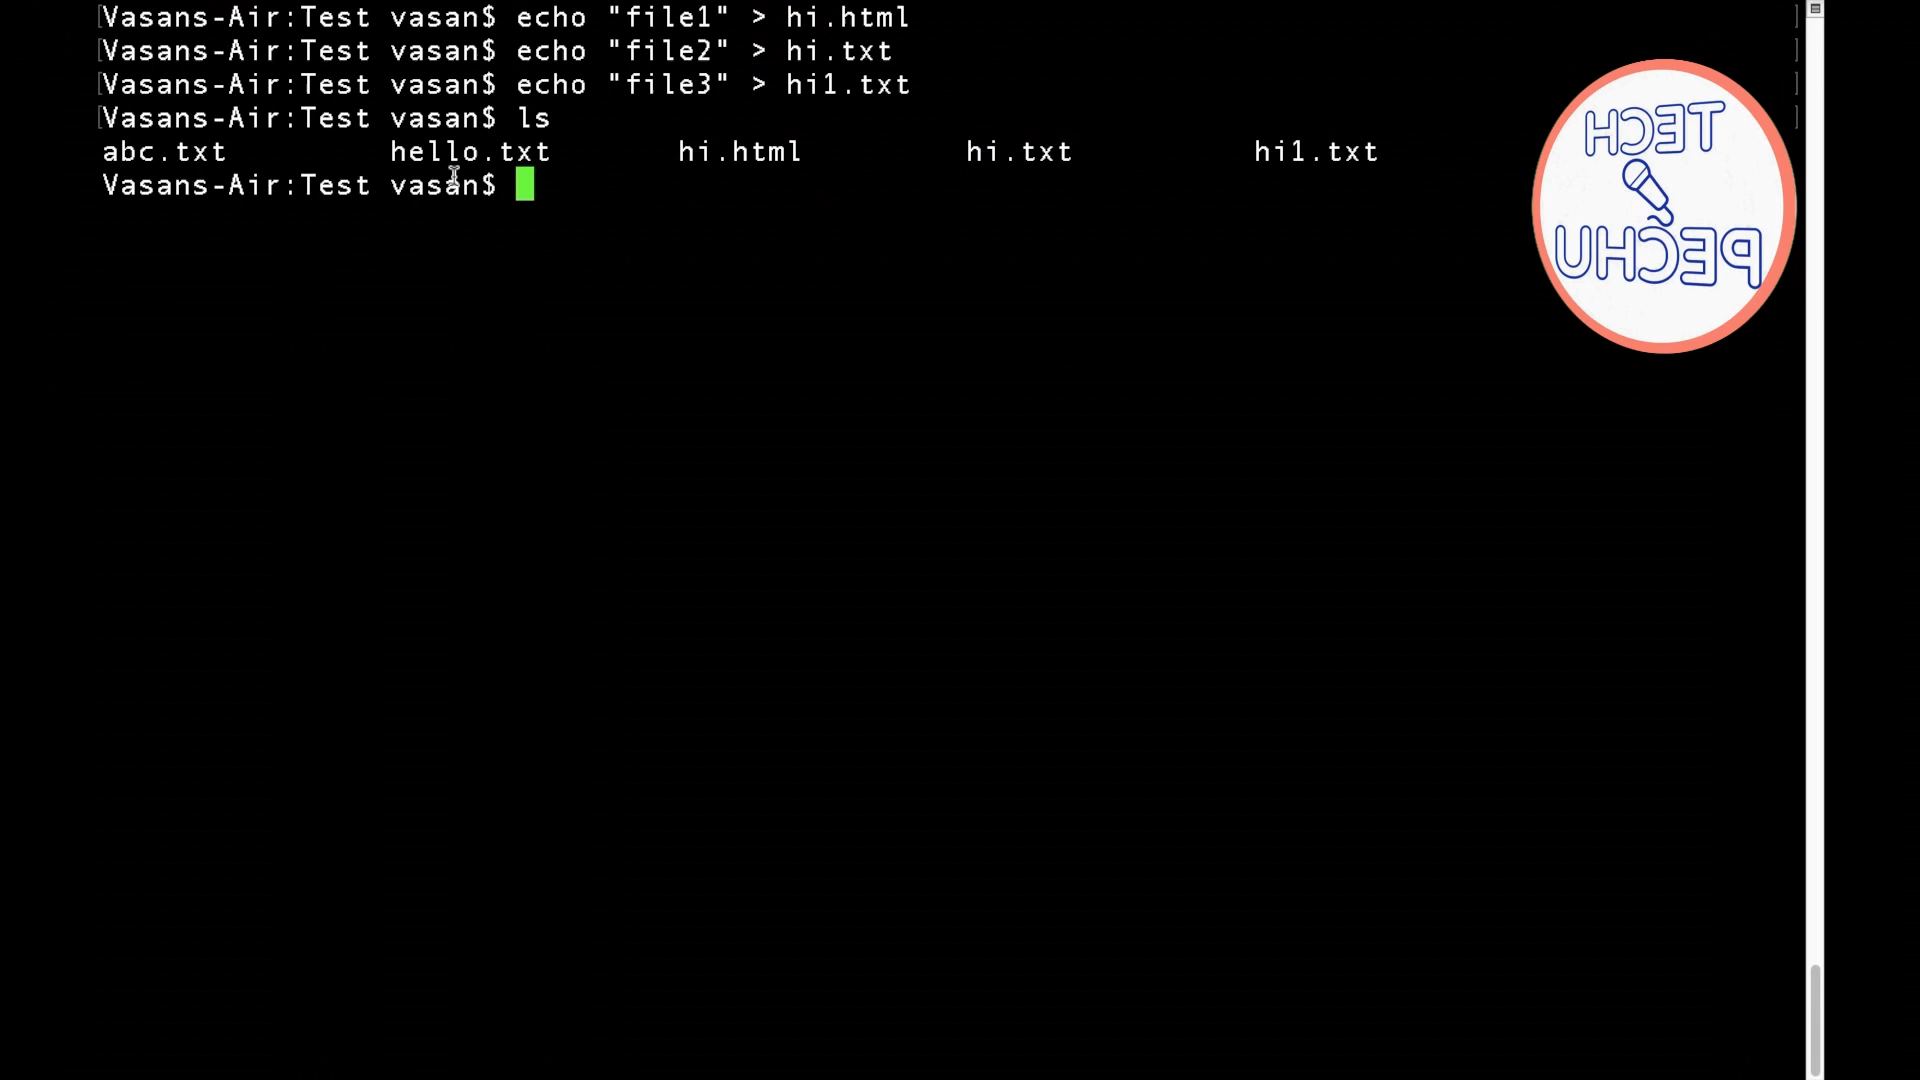 [Vasans-Air:Test vasan$ echo "file1" > hi.html ]
[Vasans-Air:Test vasan$ echo "file2" > hi.txt ]
[Vasans-Air:Test vasan$ echo "file3" > hi1.txt ]
[Vasans-Air:Test vasan$ ls ]
abc.txt hello.txt hi.html hi.txt hi1.txt
Vasans-Air:Test vasan$
TECH
PECHU